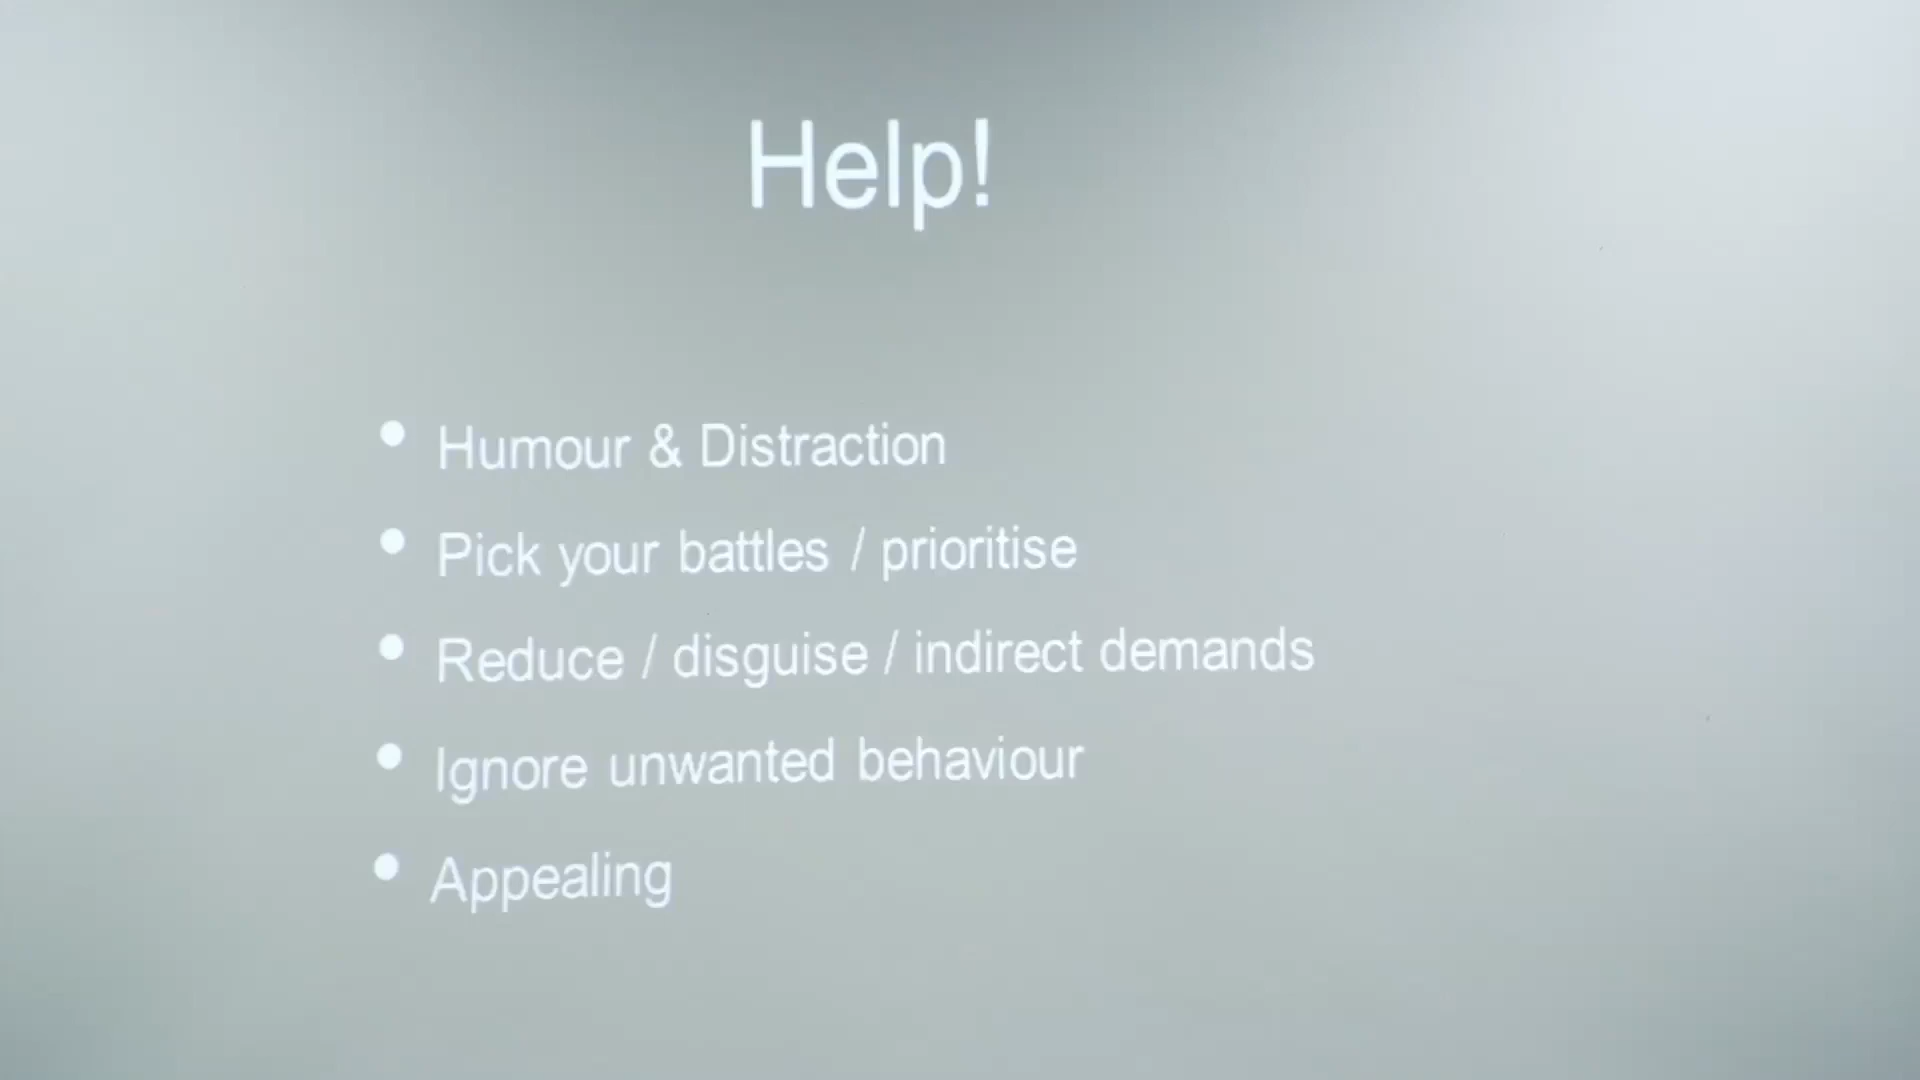 Help!
• Humour & Distraction
• Pick your battles / prioritise
• Reduce / disguise / indirect demands
• Ignore unwanted behaviour
• Appealing